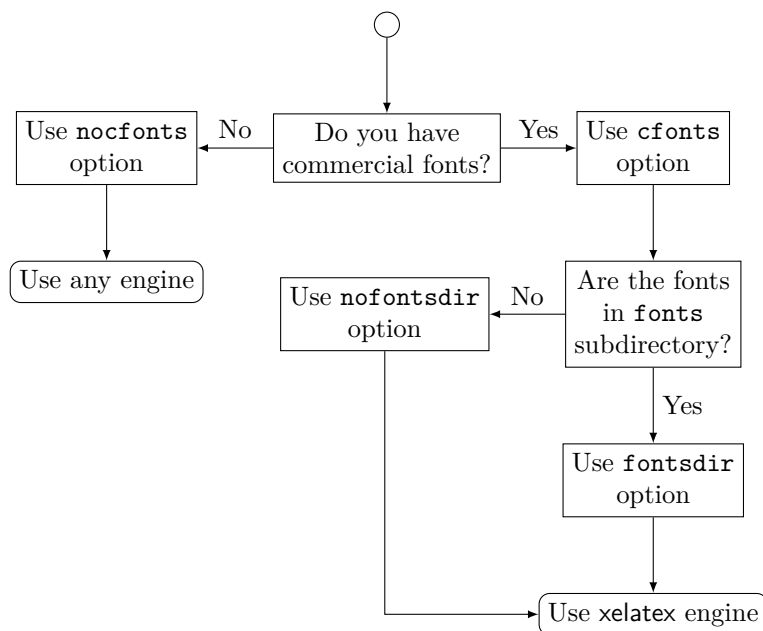 Use nocfonts
option
No
Do you have
commercial fonts?
Yes
Use cfonts
option
Use any engine
Use nofontsdir
option
No
Are the fonts
in fonts
subdirectory?
Yes
Use fontsdir
option
Use xelatex engine